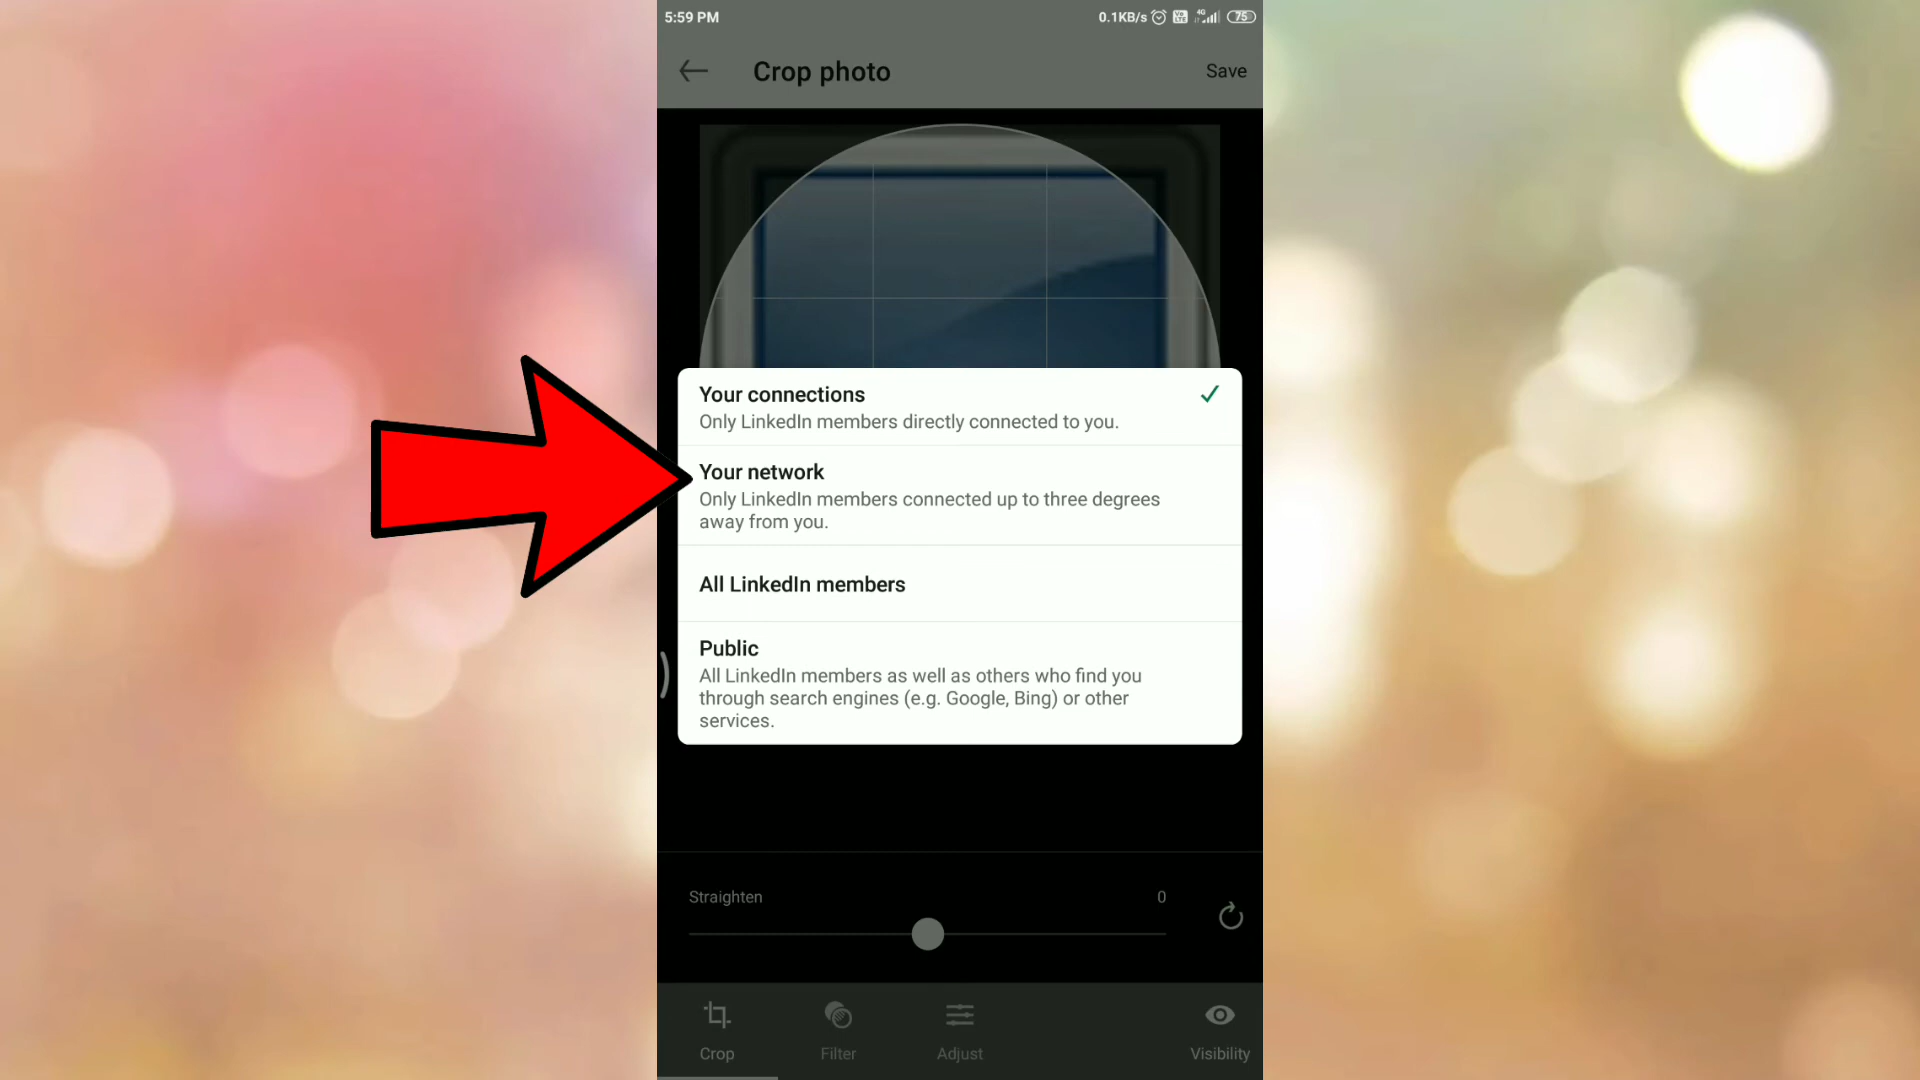 5:59 PM
0.1KB/s
4G
75
Crop photo
Save
Your connections
Only LinkedIn members directly connected to you.
Your network
Only LinkedIn members connected up to three degrees
away from you.
All LinkedIn members
Public
All LinkedIn members as well as others who find you
through search engines (e.g. Google, Bing) or other
services.
Straighten
0
Crop
Filter
Adjust
Visibility